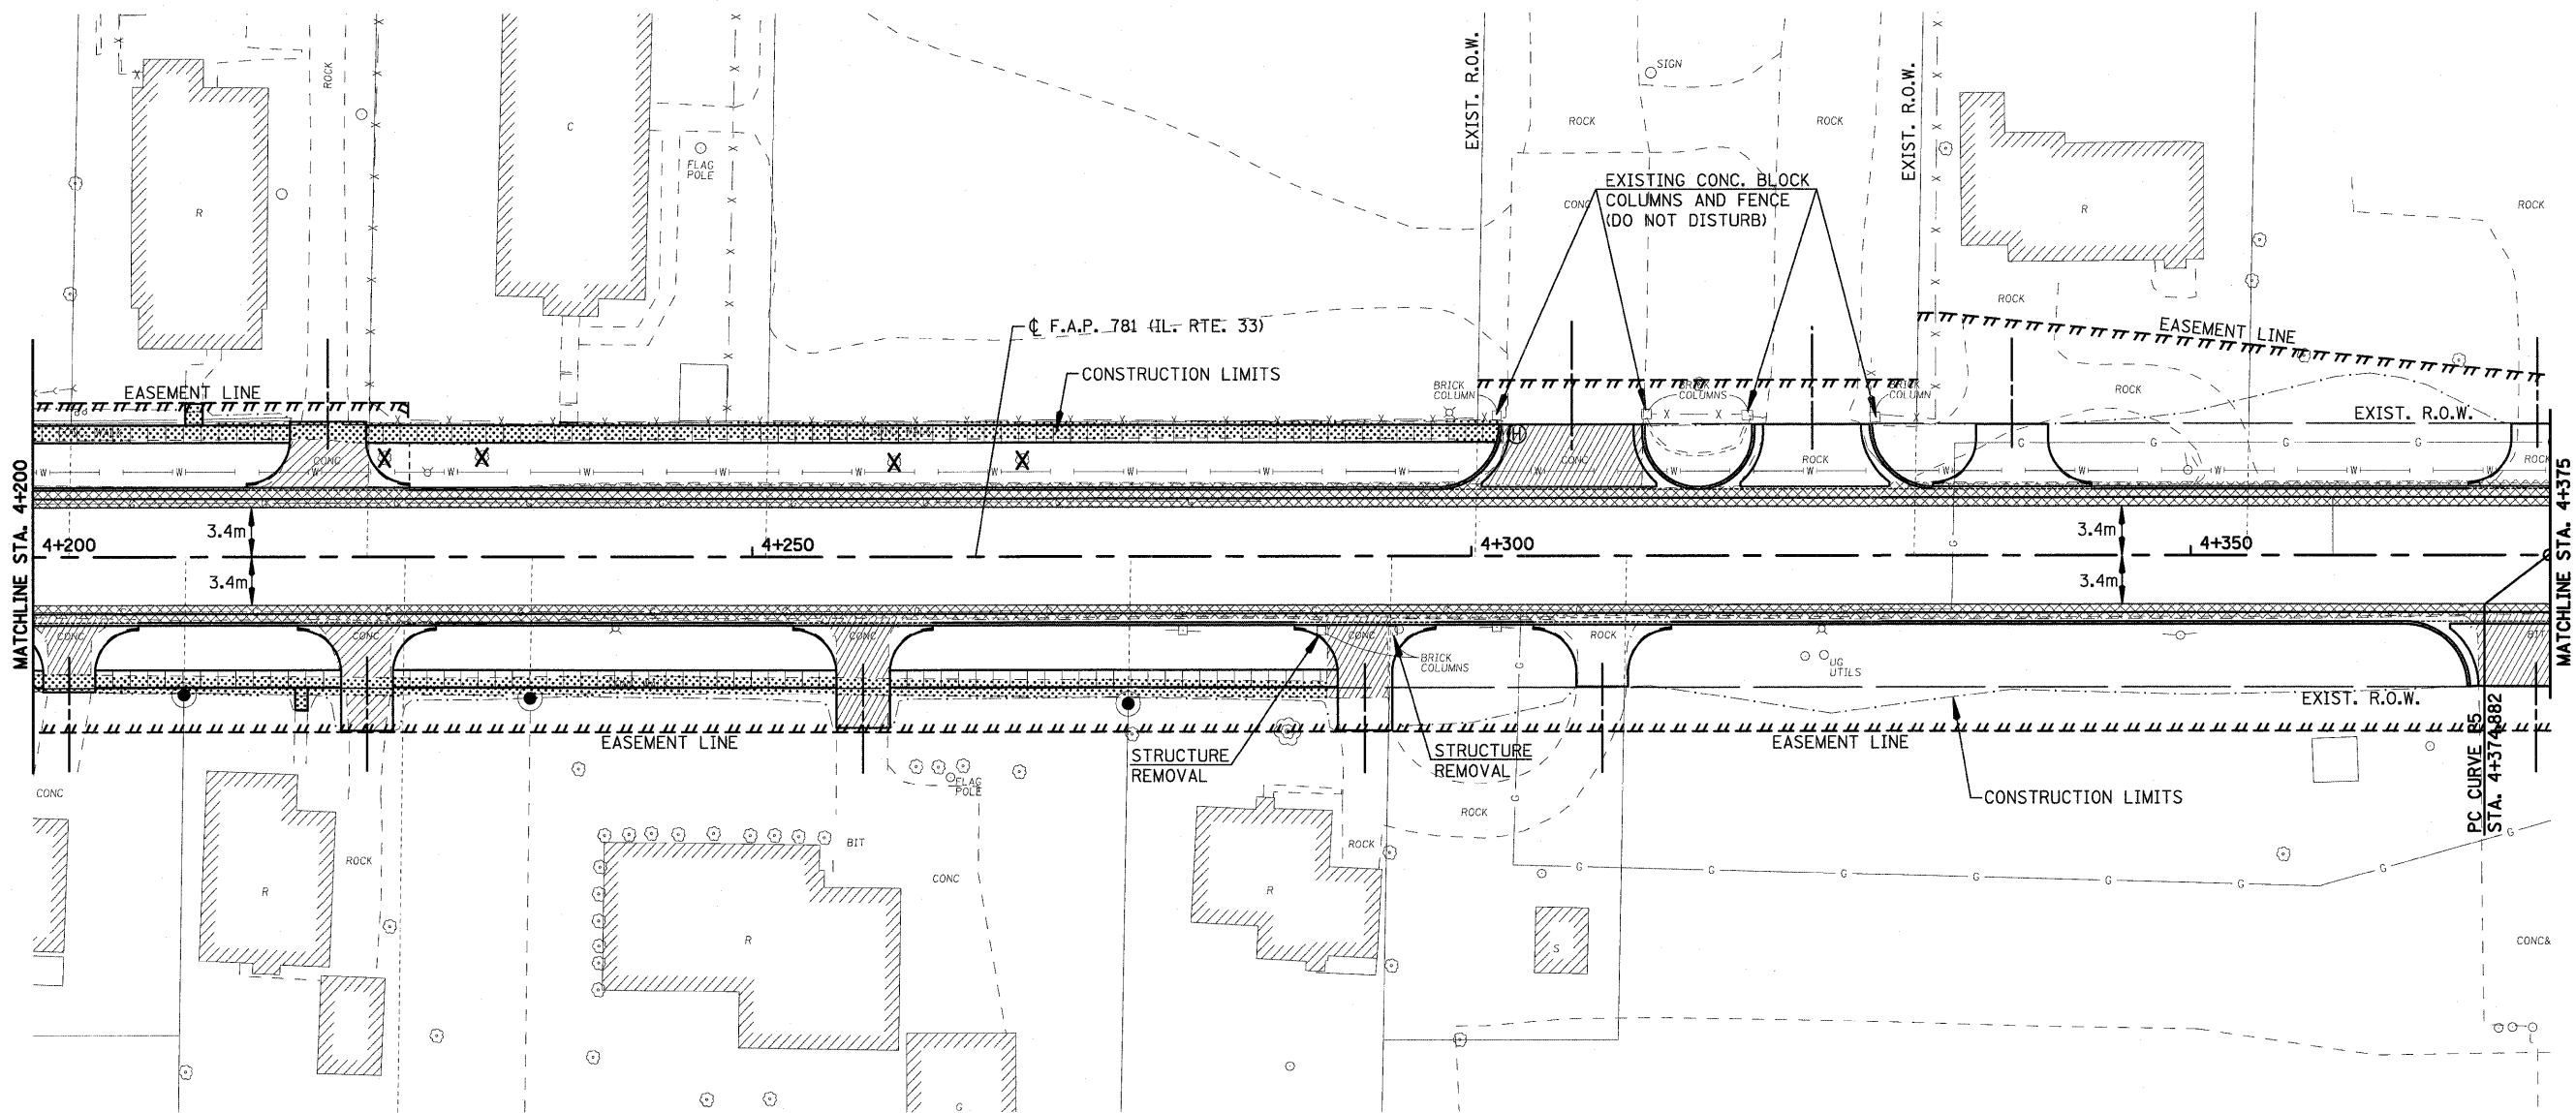 ROCK
C
R
FLAG
POLE
EXIST. R.O.W.
SIGN
ROCK
ROCK
EXIST. R.O.W.
R
ROCK
EXISTING CONC. BLOCK
COLUMNS AND FENCE
(DO NOT DISTURB)
CONC
ROCK
EASEMENT LINE
℄ F.A.P. 781 (IL. RTE. 33)
CONSTRUCTION LIMITS
EASEMENT LINE
BRICK
COLUMN
BRICK
COLUMNS
BRICK
COLUMN
ROCK
EXIST. R.O.W.
H
G G G G
CONC
CONC
ROCK
ROCK
W W W W W W W W W W W W W W W W W W W
MATCHLINE STA. 4+200
3.4m
3.4m
4+200
4+250
4+300
4+350
3.4m
3.4m
G
MATCHLINE STA. 4+375
CONC
CONC
CONC
CONC
ROCK
BIT
BRICK
COLUMNS
G
UG
UTILS
EXIST. R.O.W.
EASEMENT LINE
STRUCTURE
REMOVAL
STRUCTURE
REMOVAL
EASEMENT LINE
PC CURVE R5
STA. 4+374.882
CONSTRUCTION LIMITS
CONC
FLAG
POLE
G
ROCK
ROCK
BIT
ROCK
CONC
R
R
R
G G G G G G G G
S
CONC&
G